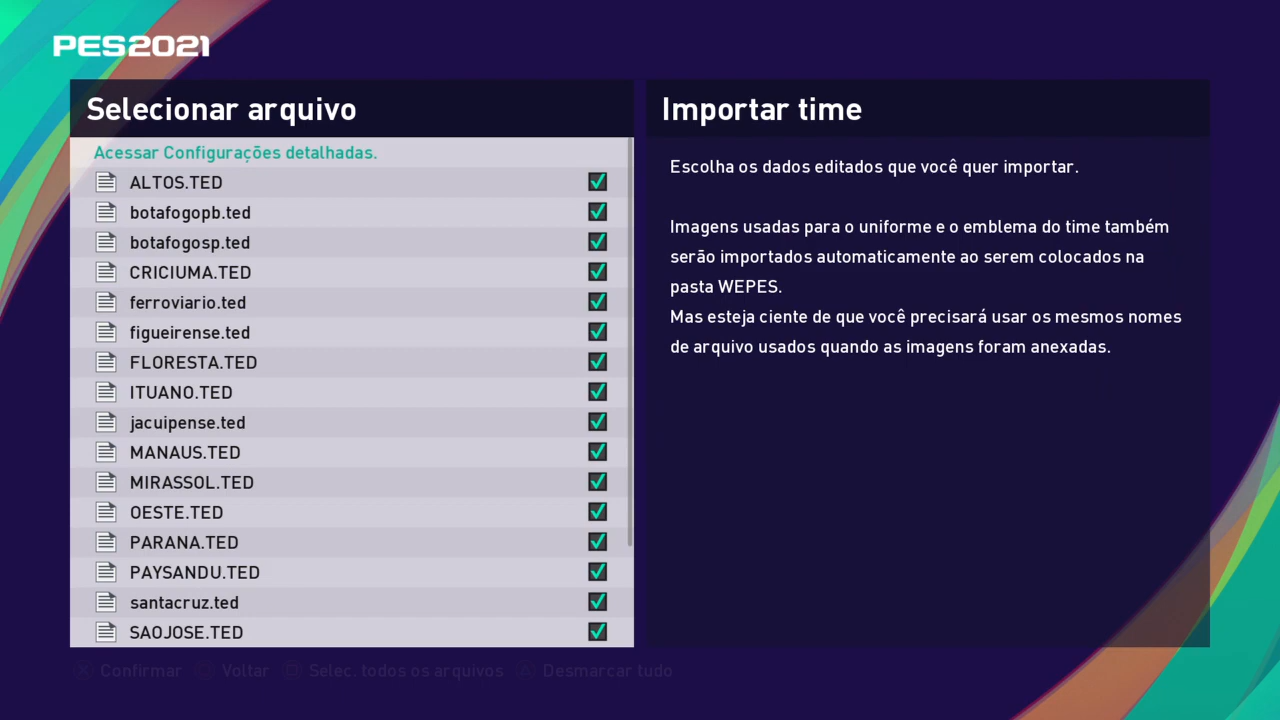 PES2021
Selecionar arquivo
Acessar Configurações detalhadas.
ALTOS.TED
botafogopb.ted
botafogosp.ted
CRICIUMA.TED
ferroviario.ted
figueirense.ted
FLORESTA.TED
ITUANO.TED
jacuipense.ted
MANAUS.TED
MIRASSOL.TED
OESTE.TED
PARANA.TED
PAYSANDU.TED
santacruz.ted
SAOJOSE.TED
Importar time
Escolha os dados editados que você quer importar.
Imagens usadas para o uniforme e o emblema do time também
serão importados automaticamente ao serem colocados na
pasta WEPES.
Mas esteja ciente de que você precisará usar os mesmos nomes
de arquivo usados quando as imagens foram anexadas.
Confirmar Voltar Selec. todos os arquivos Desmarcar tudo